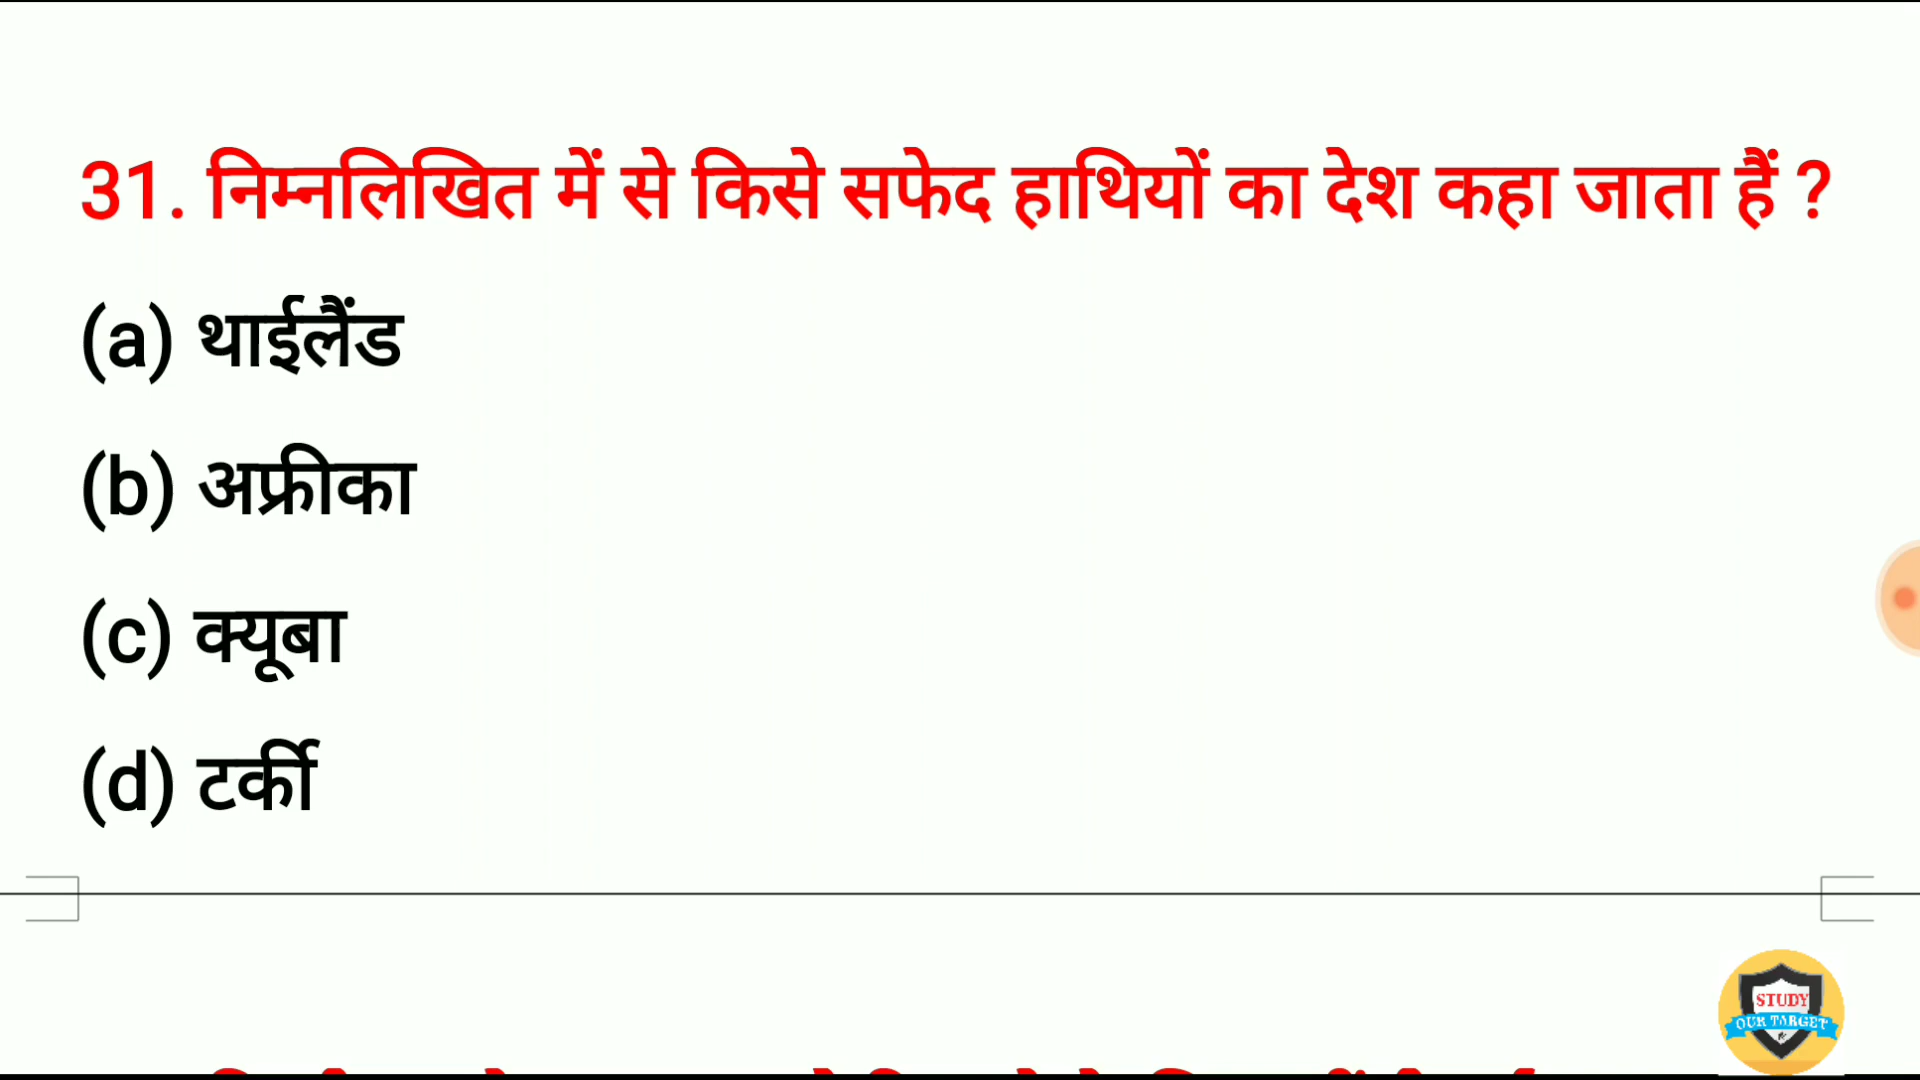 31. निम्नलिखित में से किसे सफेद हाथियों का देश कहा जाता हैं ?
(a) थाईलैंड
(b) अफ्रीका
(c) क्यूबा
(d) टर्की
STUDY
OUR TARGET